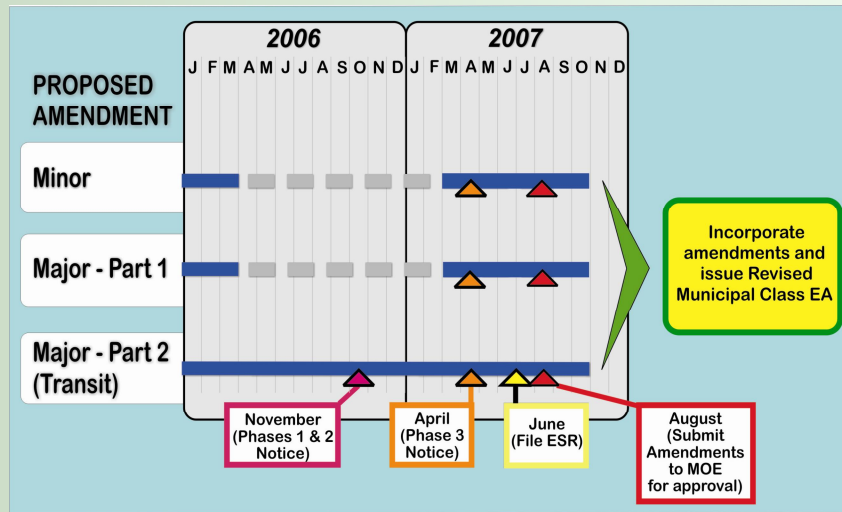 2006
2007
J F M A M J J A S O N D J F M A M J J A S O N D
PROPOSED
AMENDMENT
Minor
Major - Part 1
Major - Part 2
(Transit)
Incorporate
amendments and
issue Revised
Municipal Class EA
November
(Phases 1 & 2
Notice)
April
(Phase 3
Notice)
June
(File ESR)
August
(Submit
Amendments
to MOE
for approval)